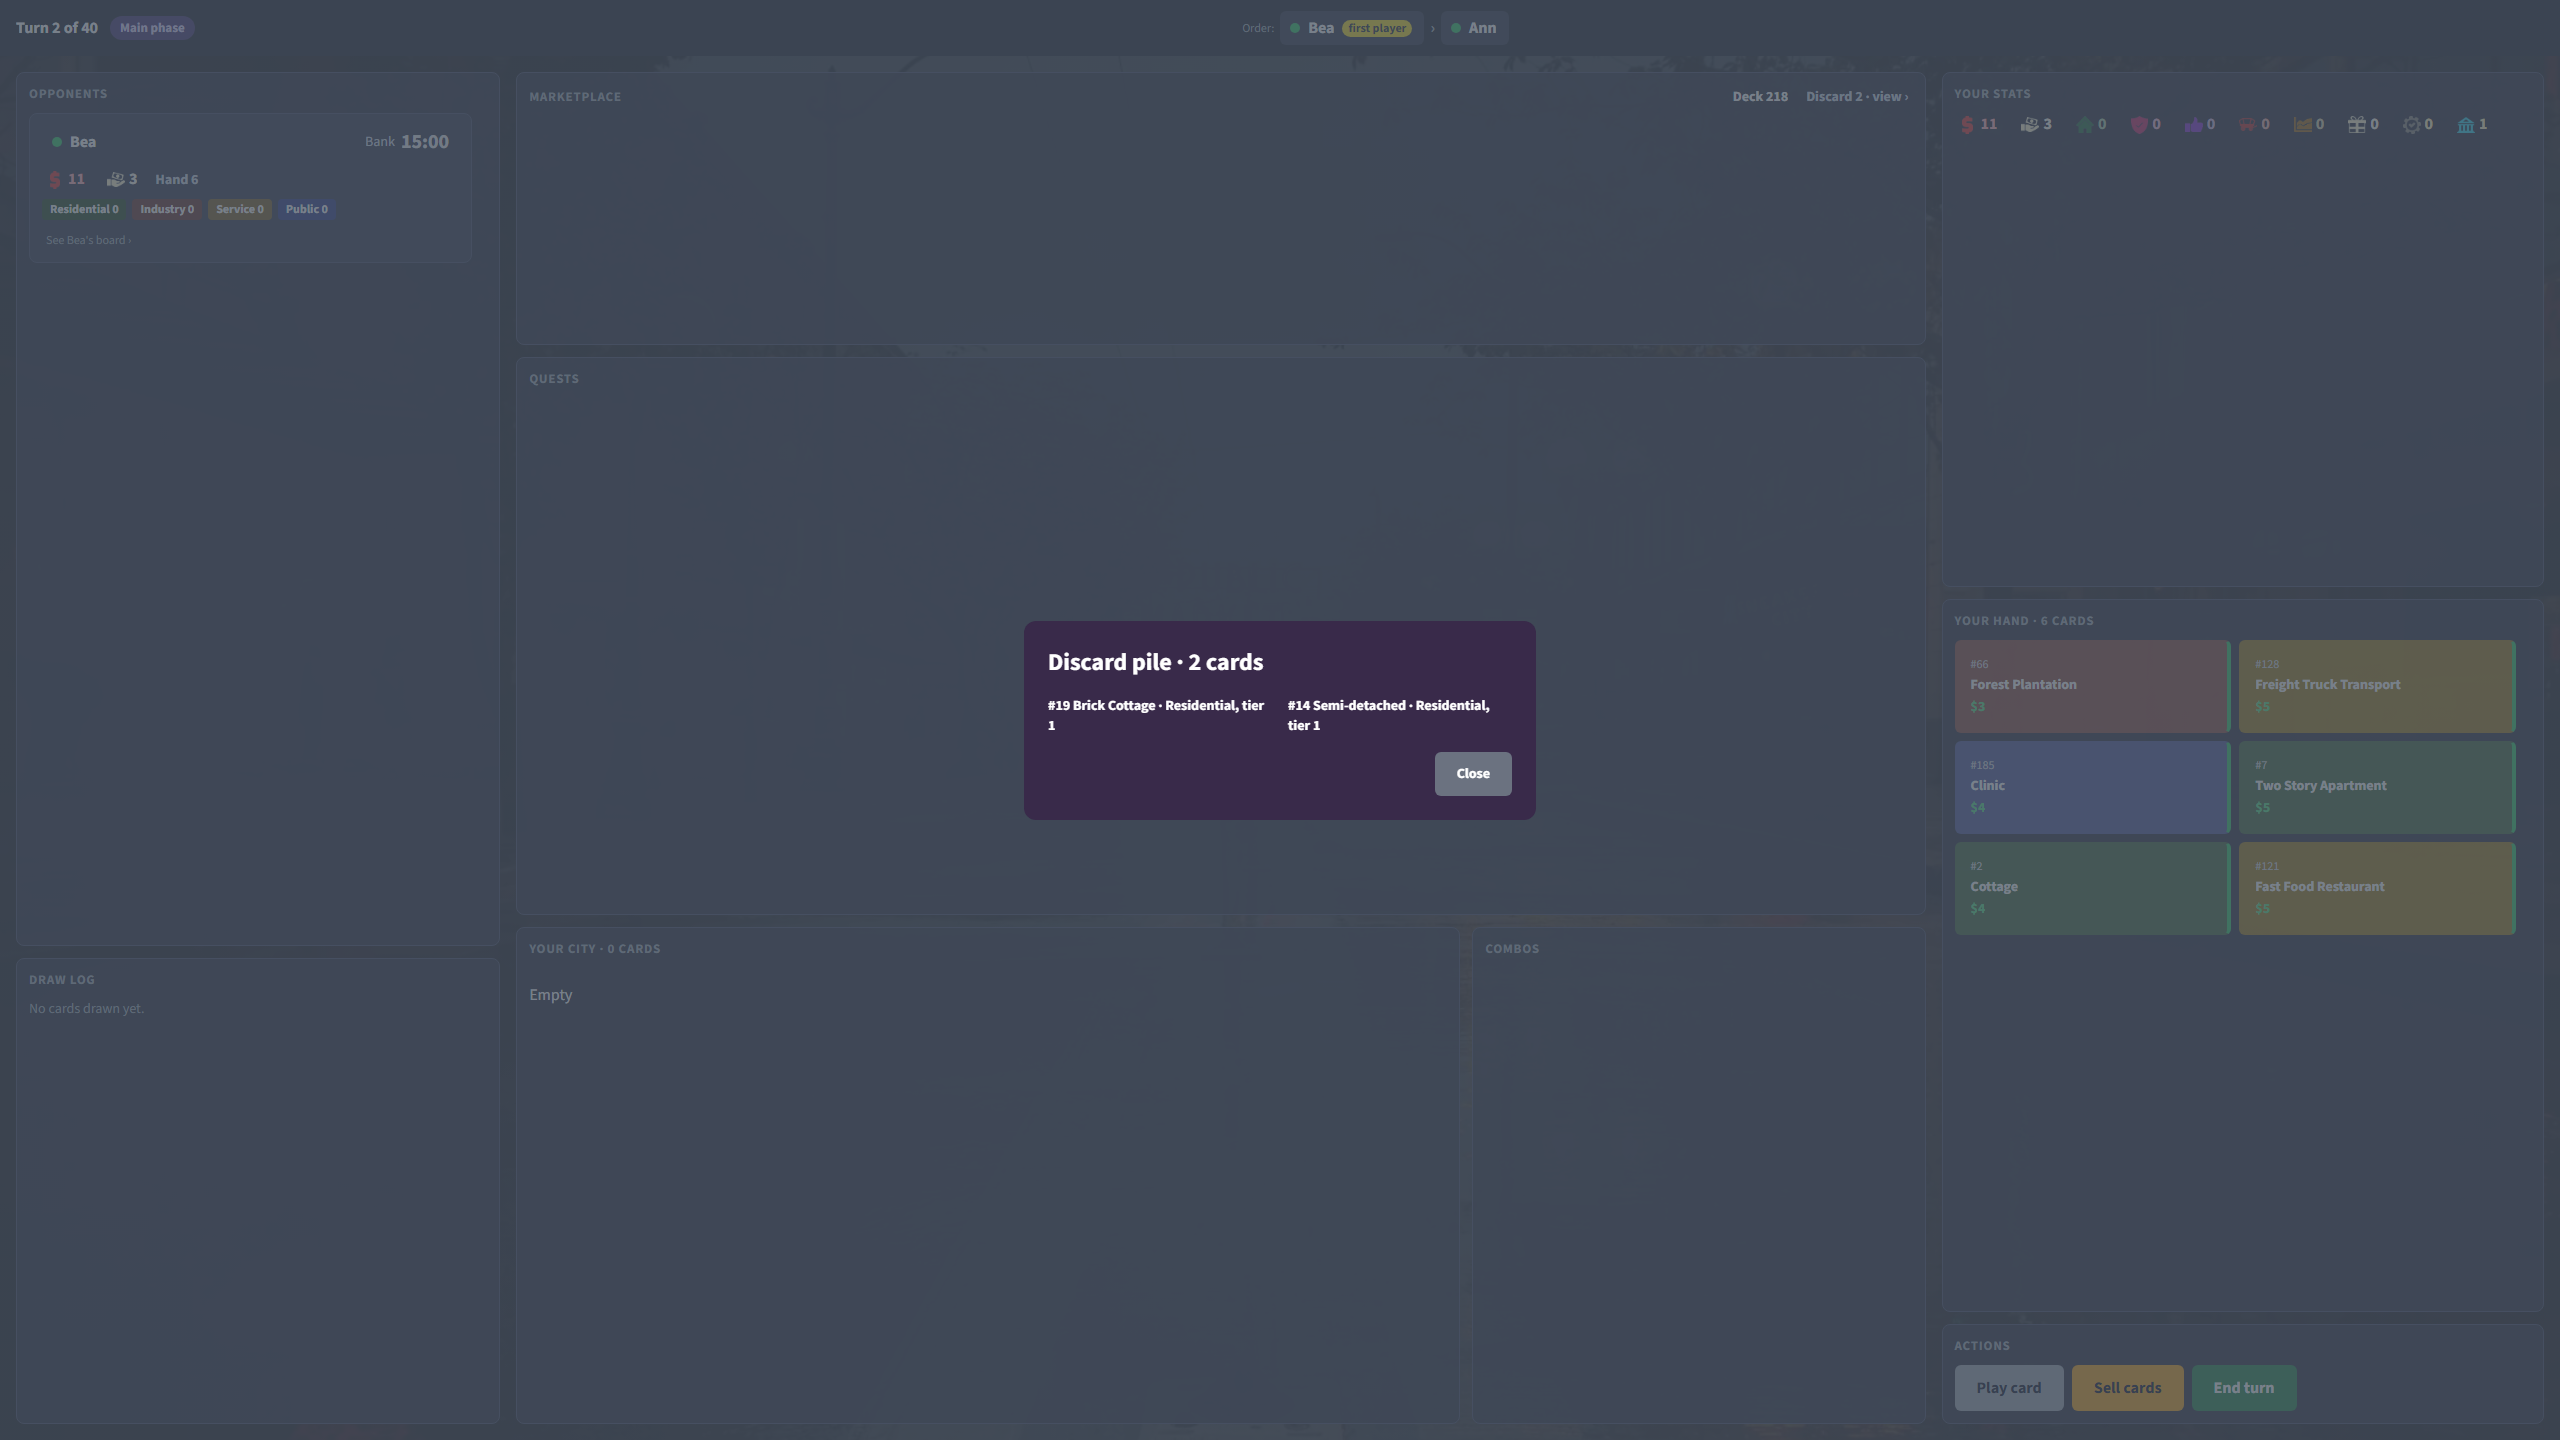 Turn 2 of 40 Main phase
Order: Bea first player › Ann
OPPONENTS
Bea Bank 15:00
$ 11 3 Hand 6
Residential 0 Industry 0 Service 0 Public 0
See Bea's board ›
DRAW LOG
No cards drawn yet.
MARKETPLACE
Deck 218 Discard 2 · view ›
QUESTS
Discard pile · 2 cards
#19 Brick Cottage · Residential, tier
1
#14 Semi-detached · Residential,
tier 1
Close
YOUR CITY · 0 CARDS
Empty
COMBOS
YOUR STATS
$ 11 3 0 0 0 0 0 0 0 1
YOUR HAND · 6 CARDS
#66
Forest Plantation
$3
#128
Freight Truck Transport
$5
#185
Clinic
$4
#7
Two Story Apartment
$5
#2
Cottage
$4
#121
Fast Food Restaurant
$5
ACTIONS
Play card Sell cards End turn